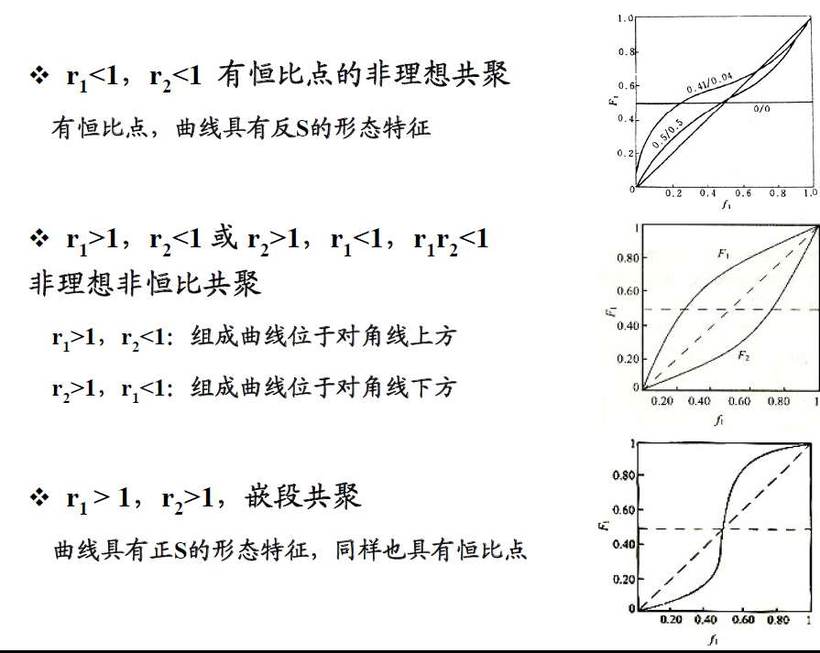 ❖ r₁<1，r₂<1 有恒比点的非理想共聚
有恒比点，曲线具有反S的形态特征
1.0
0.8
0.6
0.4
0.2
0
F₁
0.41/0.04
0.5/0.5
0/0
0.2 0.4 0.6 0.8 1.0
f₁
❖ r₁>1，r₂<1 或 r₂>1，r₁<1，r₁r₂<1
非理想非恒比共聚
r₁>1，r₂<1：组成曲线位于对角线上方
r₂>1，r₁<1：组成曲线位于对角线下方
1
0.80
0.60
0.40
0.20
0
F₁
F₁
F₂
0.20 0.40 0.60 0.80 1
f₁
❖ r₁ > 1，r₂>1，嵌段共聚
曲线具有正S的形态特征，同样也具有恒比点
1
0.80
0.60
0.40
0.20
0
F₁
0.20 0.40 0.60 0.80 1
f₁